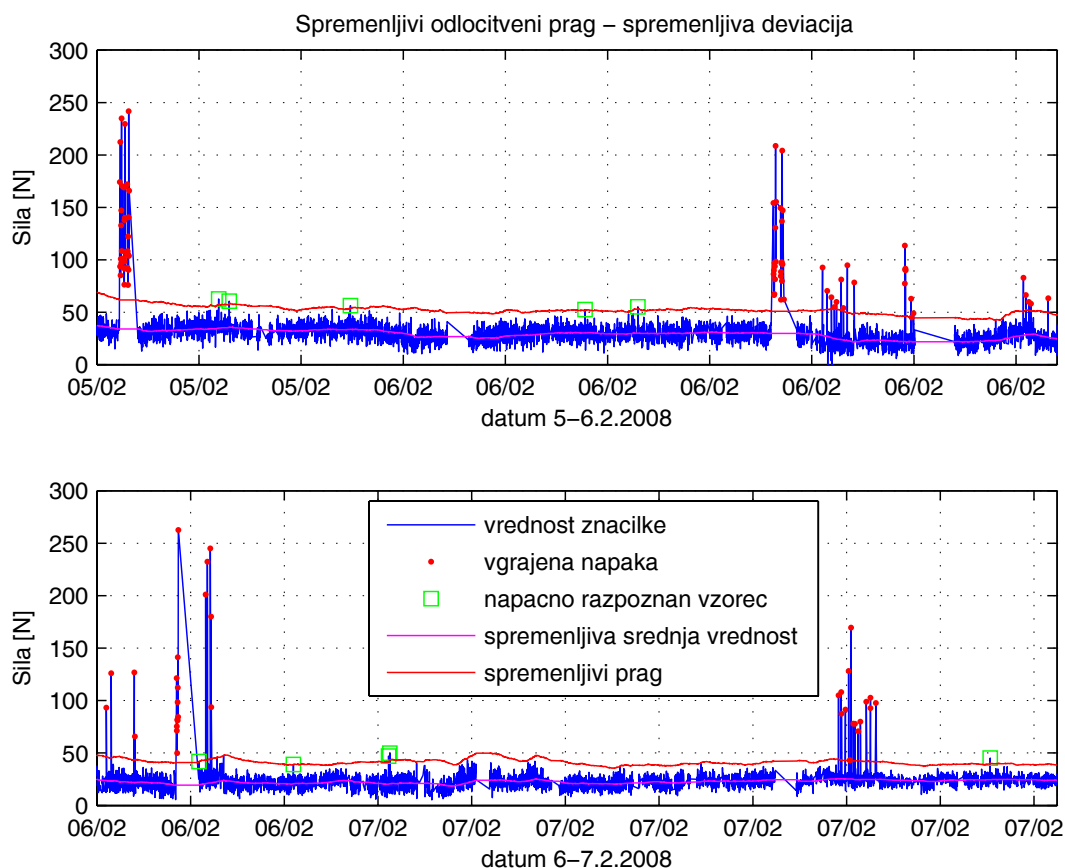 Spremenljivi odlocitveni prag − spremenljiva deviacija
300
250
200
150
100
50
0
Sila [N]
05/02 05/02 05/02 06/02 06/02 06/02 06/02 06/02 06/02 06/02
datum 5−6.2.2008
300
250
200
150
100
50
0
Sila [N]
vrednost znacilke
vgrajena napaka
napacno razpoznan vzorec
spremenljiva srednja vrednost
spremenljivi prag
06/02 06/02 06/02 07/02 07/02 07/02 07/02 07/02 07/02 07/02 07/02
datum 6−7.2.2008